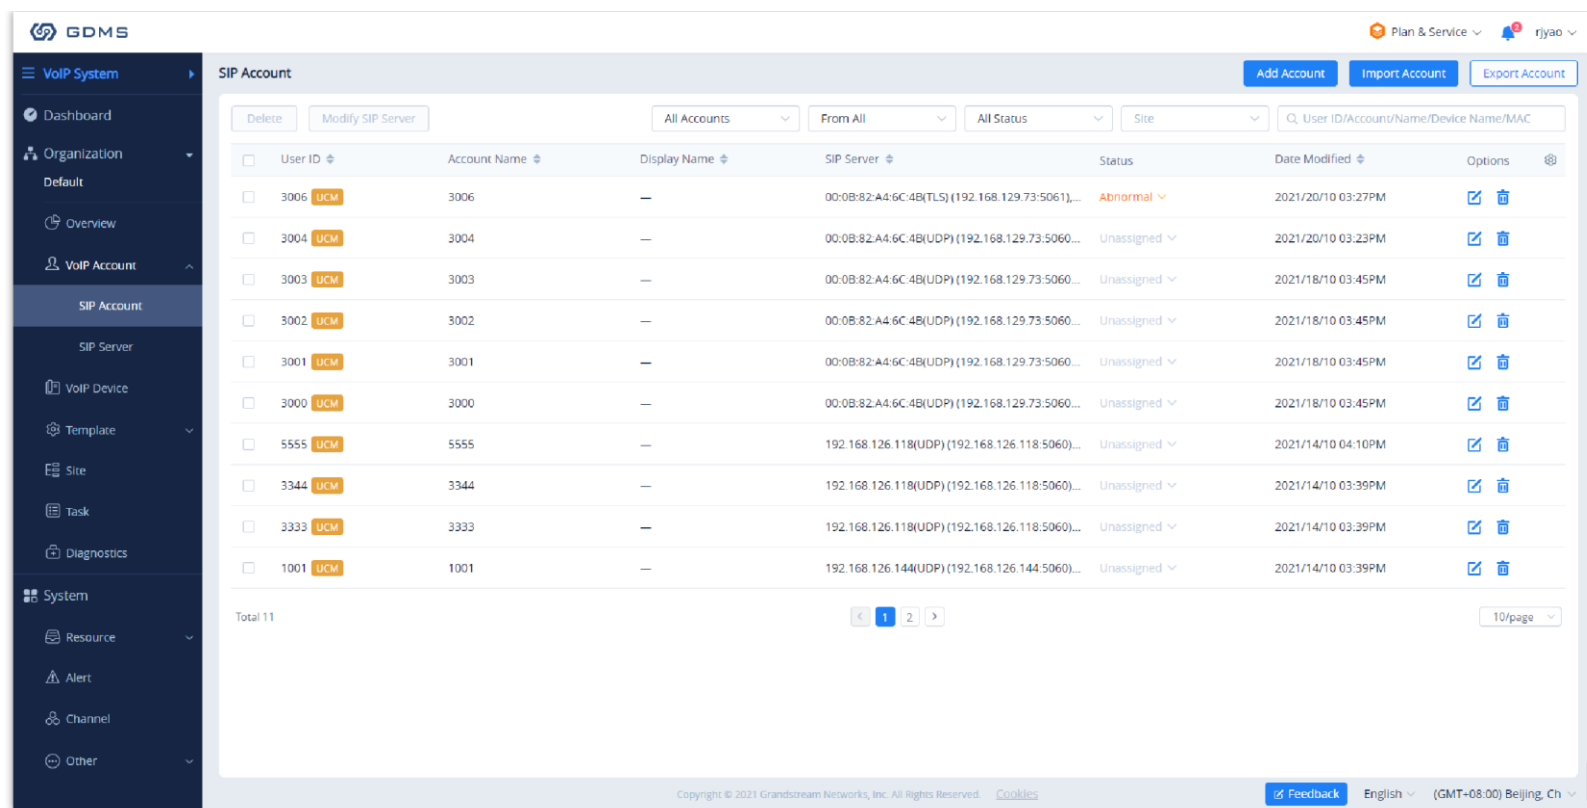 GDMS
Plan & Service
2
rjyao
VoIP System
SIP Account
Add Account
Import Account
Export Account
Dashboard
Organization
Default
Overview
VoIP Account
SIP Account
SIP Server
VoIP Device
Template
Site
Task
Diagnostics
System
Resource
Alert
Channel
Other
Delete
Modify SIP Server
All Accounts
From All
All Status
Site
User ID/Account/Name/Device Name/MAC
User ID Account Name Display Name SIP Server Status Date Modified Options
3006 UCM 3006 — 00:0B:82:A4:6C:4B(TLS) (192.168.129.73:5061),... Abnormal 2021/20/10 03:27PM
3004 UCM 3004 — 00:0B:82:A4:6C:4B(UDP) (192.168.129.73:5060... Unassigned 2021/20/10 03:23PM
3003 UCM 3003 — 00:0B:82:A4:6C:4B(UDP) (192.168.129.73:5060... Unassigned 2021/18/10 03:45PM
3002 UCM 3002 — 00:0B:82:A4:6C:4B(UDP) (192.168.129.73:5060... Unassigned 2021/18/10 03:45PM
3001 UCM 3001 — 00:0B:82:A4:6C:4B(UDP) (192.168.129.73:5060... Unassigned 2021/18/10 03:45PM
3000 UCM 3000 — 00:0B:82:A4:6C:4B(UDP) (192.168.129.73:5060... Unassigned 2021/18/10 03:45PM
5555 UCM 5555 — 192.168.126.118(UDP) (192.168.126.118:5060)... Unassigned 2021/14/10 04:10PM
3344 UCM 3344 — 192.168.126.118(UDP) (192.168.126.118:5060)... Unassigned 2021/14/10 03:39PM
3333 UCM 3333 — 192.168.126.118(UDP) (192.168.126.118:5060)... Unassigned 2021/14/10 03:39PM
1001 UCM 1001 — 192.168.126.144(UDP) (192.168.126.144:5060)... Unassigned 2021/14/10 03:39PM
Total 11
< 1 2 >
10/page
Copyright © 2021 Grandstream Networks, Inc. All Rights Reserved. Cookies
Feedback
English
(GMT+08:00) Beijing, Ch